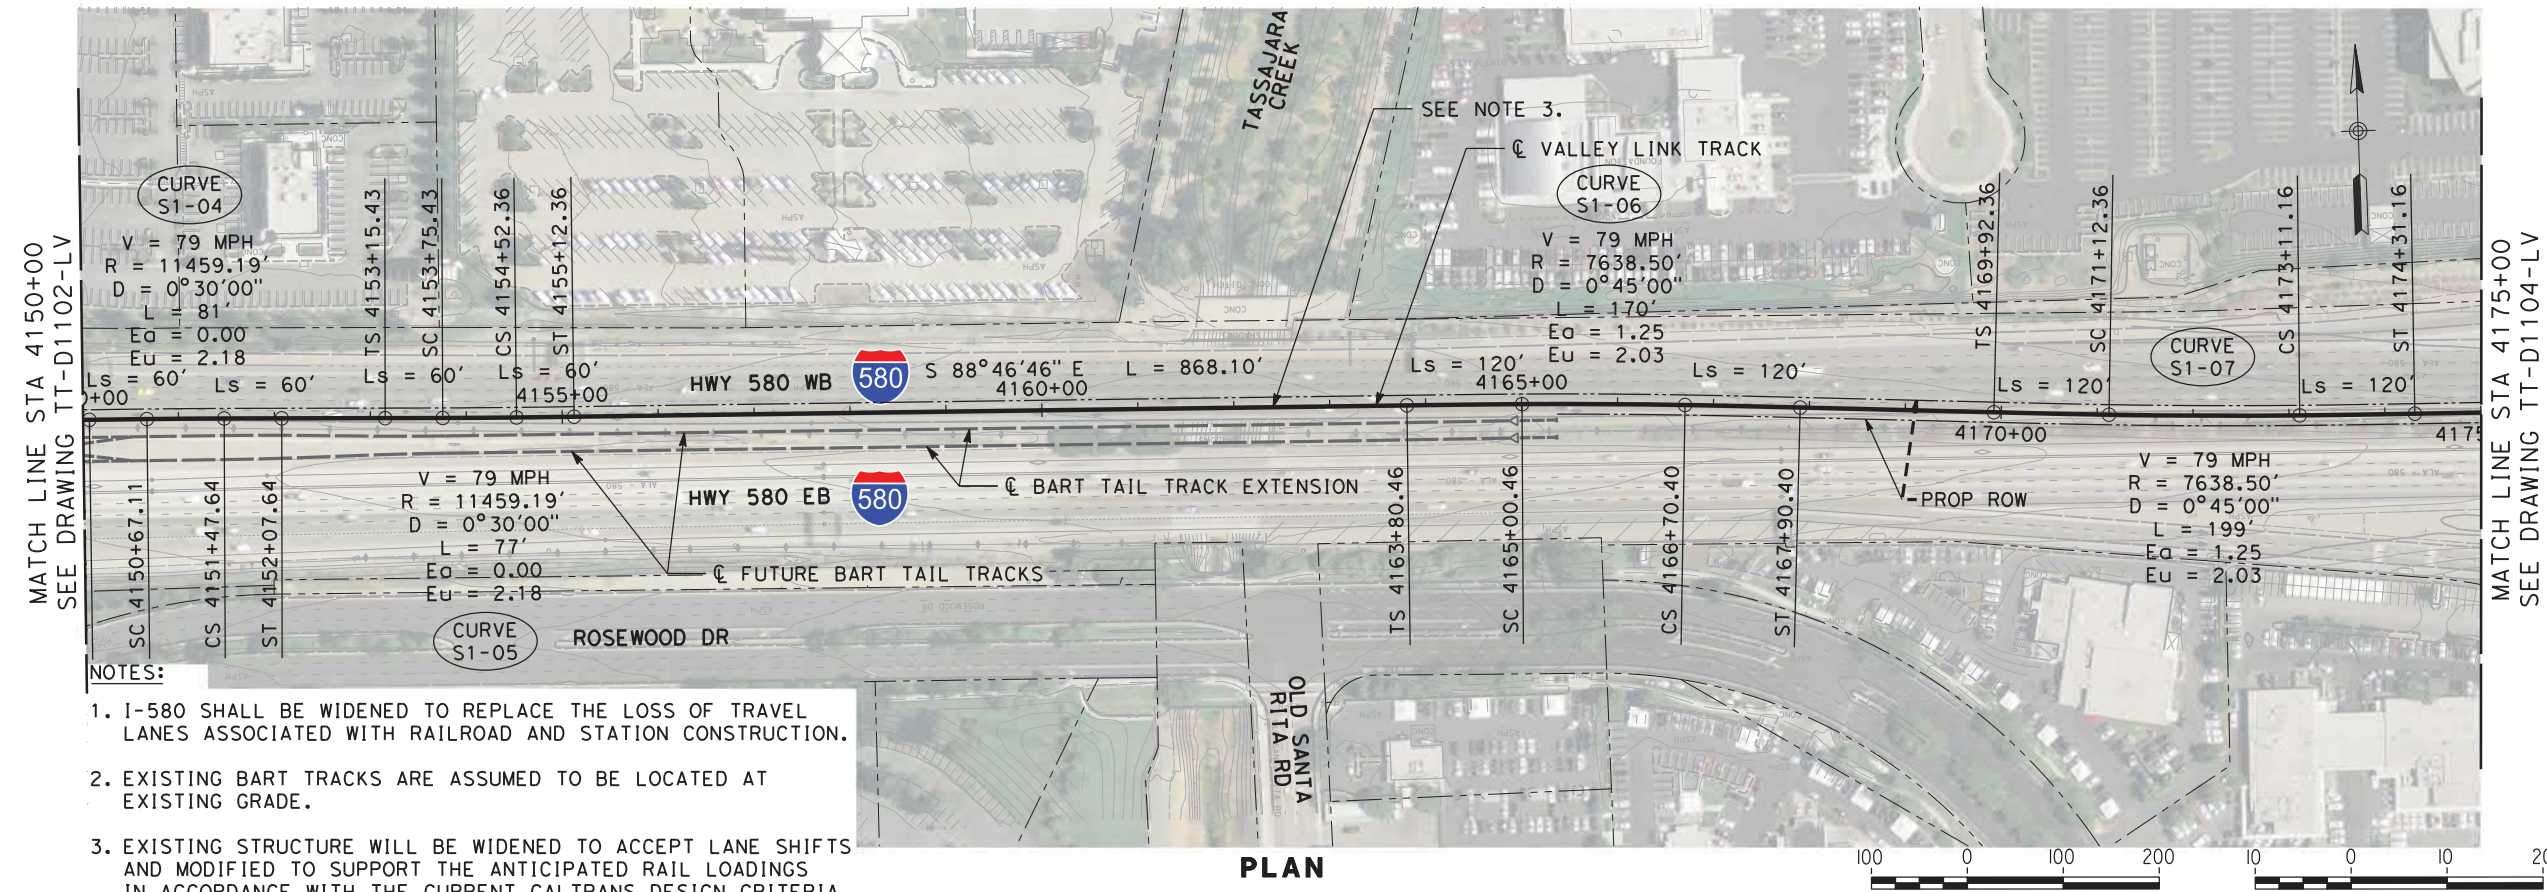 MATCH LINE STA 4150+00
SEE DRAWING TT-D1102-LV
CURVE
S1-04
V = 79 MPH
R = 11459.19'
D = 0°30'00"
L = 81'
Ea = 0.00
Eu = 2.18
Ls = 60'
Ls = 60'
TS 4153+15.43
SC 4153+75.43
CS 4154+52.36
ST 4155+12.36
Ls = 60'
Ls = 60'
4155+00
HWY 580 WB
580
S 88°46'46" E
L = 868.10'
4160+00
TASSAJARA
CREEK
SEE NOTE 3.
℄ VALLEY LINK TRACK
CURVE
S1-06
V = 79 MPH
R = 7638.50'
D = 0°45'00"
L = 170'
Ea = 1.25
Eu = 2.03
Ls = 120'
4165+00
Ls = 120'
TS 4169+92.36
SC 4171+12.36
CS 4173+11.16
ST 4174+31.16
CURVE
S1-07
Ls = 120'
Ls = 120'
4170+00
V = 79 MPH
R = 7638.50'
D = 0°45'00"
L = 199'
Ea = 1.25
Eu = 2.03
PROP ROW
MATCH LINE STA 4175+00
SEE DRAWING TT-D1104-LV
SC 4150+67.11
CS 4151+47.64
ST 4152+07.64
V = 79 MPH
R = 11459.19'
D = 0°30'00"
L = 77'
Ea = 0.00
Eu = 2.18
CURVE
S1-05
HWY 580 EB
580
℄ BART TAIL TRACK EXTENSION
℄ FUTURE BART TAIL TRACKS
ROSEWOOD DR
TS 4163+80.46
SC 4165+00.46
CS 4166+70.40
ST 4167+90.40
OLD SANTA
RITA RD
NOTES:
1. I-580 SHALL BE WIDENED TO REPLACE THE LOSS OF TRAVEL
LANES ASSOCIATED WITH RAILROAD AND STATION CONSTRUCTION.
2. EXISTING BART TRACKS ARE ASSUMED TO BE LOCATED AT
EXISTING GRADE.
3. EXISTING STRUCTURE WILL BE WIDENED TO ACCEPT LANE SHIFTS
AND MODIFIED TO SUPPORT THE ANTICIPATED RAIL LOADINGS
IN ACCORDANCE WITH THE CURRENT CALTRANS DESIGN CRITERIA
PLAN
100 0 100 200
10 0 10